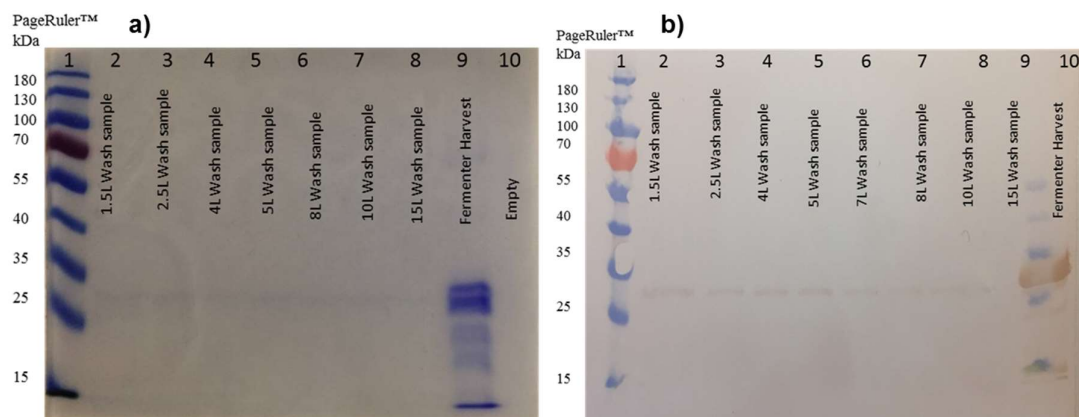 PageRuler™
kDa
a)
1 2 3 4 5 6 7 8 9 10
180
130
100
70
55
40
35
25
15
1.5L Wash sample
2.5L Wash sample
4L Wash sample
5L Wash sample
8L Wash sample
10L Wash sample
15L Wash sample
Fermenter Harvest
Empty
PageRuler™
kDa
b)
1 2 3 4 5 6 7 8 9 10
180
130
100
70
55
40
35
25
15
1.5L Wash sample
2.5L Wash sample
4L Wash sample
5L Wash sample
7L Wash sample
8L Wash sample
10L Wash sample
15L Wash sample
Fermenter Harvest